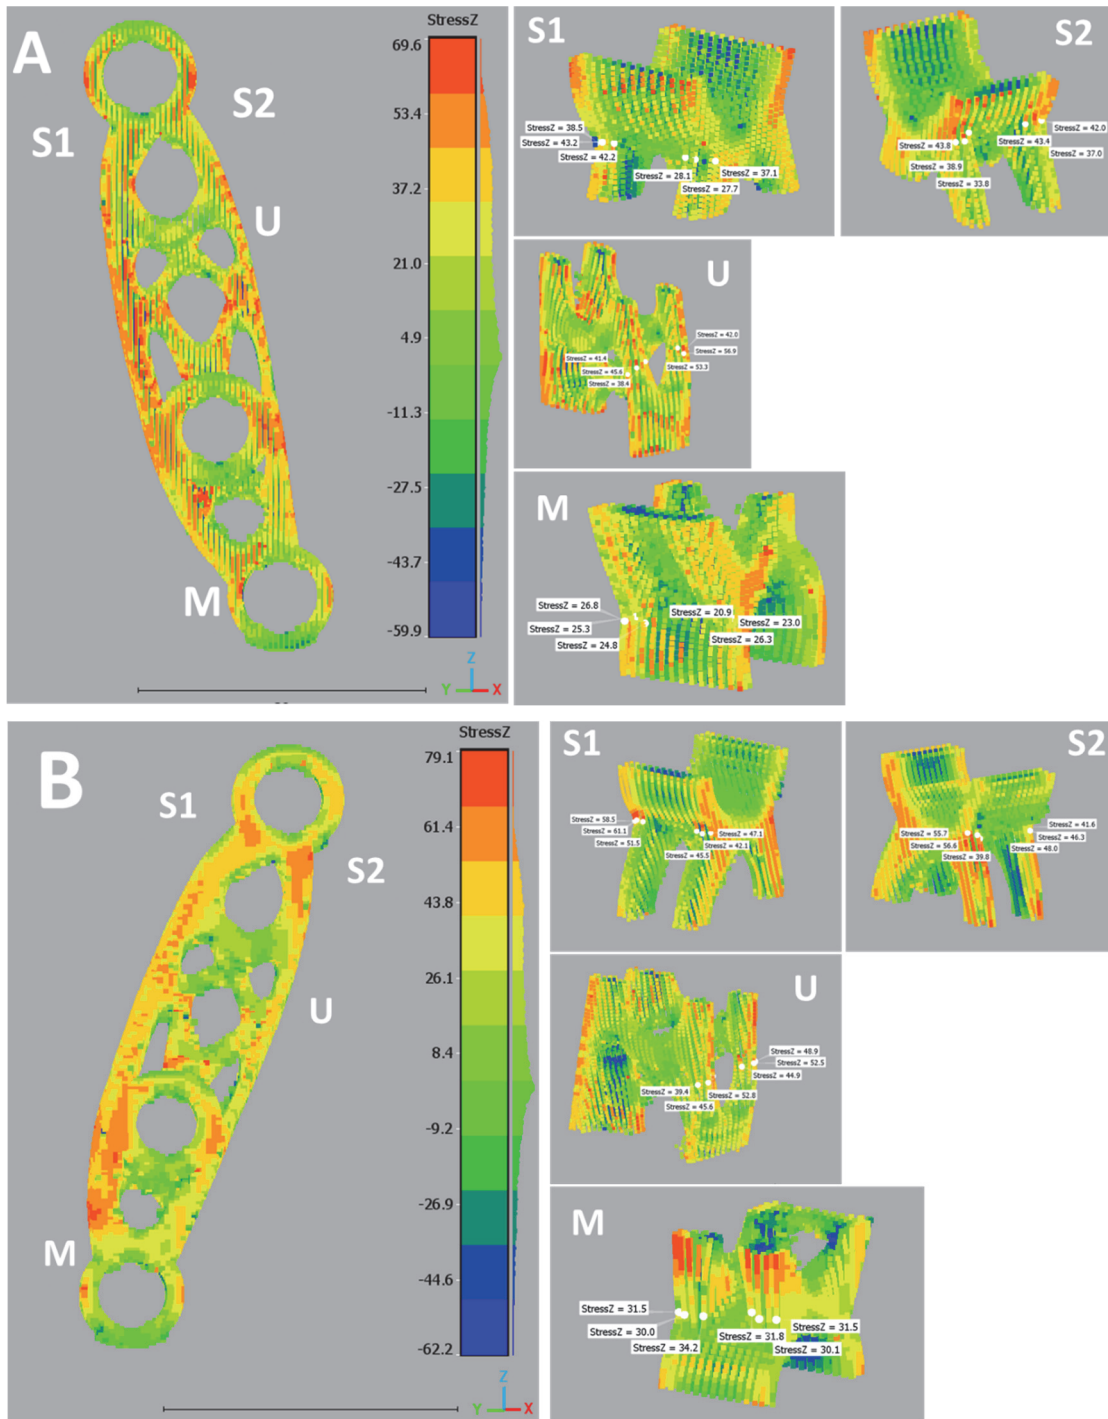 A
S1
S2
U
M
StressZ
69.6
53.4
37.2
21.0
4.9
-11.3
-27.5
-43.7
-59.9
Z
Y
X
S1
StressZ = 38.5
StressZ = 43.2
StressZ = 42.2
StressZ = 28.1
StressZ = 37.1
StressZ = 27.7
S2
StressZ = 42.0
StressZ = 43.8
StressZ = 43.4
StressZ = 37.0
StressZ = 38.9
StressZ = 33.8
U
StressZ = 42.0
StressZ = 56.9
StressZ = 41.4
StressZ = 53.3
StressZ = 45.6
StressZ = 38.4
M
StressZ = 26.8
StressZ = 20.9
StressZ = 25.3
StressZ = 23.0
StressZ = 24.8
StressZ = 26.3
B
S1
S2
U
M
StressZ
79.1
61.4
43.8
26.1
8.4
-9.2
-26.9
-44.6
-62.2
Z
Y
X
S1
StressZ = 58.5
StressZ = 61.1
StressZ = 51.5
StressZ = 47.1
StressZ = 42.1
StressZ = 45.5
S2
StressZ = 41.6
StressZ = 55.7
StressZ = 46.3
StressZ = 56.6
StressZ = 48.0
StressZ = 39.8
U
StressZ = 48.9
StressZ = 52.5
StressZ = 44.9
StressZ = 39.4
StressZ = 52.8
StressZ = 45.6
M
StressZ = 31.5
StressZ = 30.0
StressZ = 31.8
StressZ = 31.5
StressZ = 34.2
StressZ = 30.1